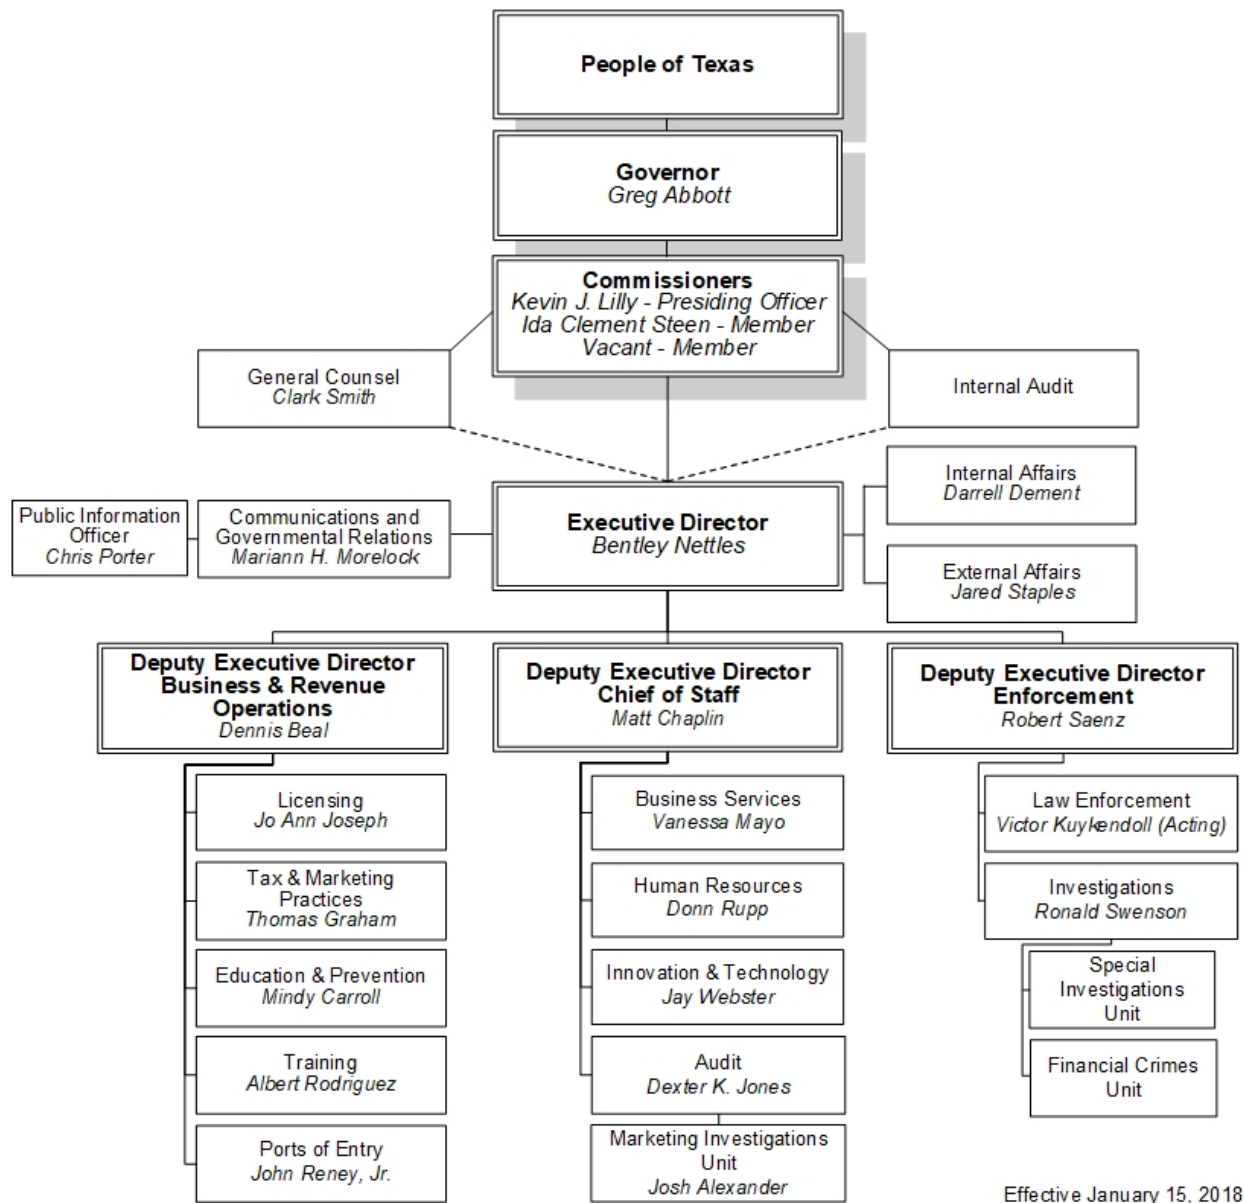 People of Texas
Governor
Greg Abbott
Commissioners
Kevin J. Lilly - Presiding Officer
Ida Clement Steen - Member
Vacant - Member
General Counsel
Clark Smith
Internal Audit
Internal Affairs
Darrell Dement
Public Information
Officer
Chris Porter
Communications and
Governmental Relations
Mariann H. Morelock
Executive Director
Bentley Nettles
External Affairs
Jared Staples
Deputy Executive Director
Business & Revenue
Operations
Dennis Beal
Deputy Executive Director
Chief of Staff
Matt Chaplin
Deputy Executive Director
Enforcement
Robert Saenz
Licensing
Jo Ann Joseph
Tax & Marketing
Practices
Thomas Graham
Education & Prevention
Mindy Carroll
Training
Albert Rodriguez
Ports of Entry
John Reney, Jr.
Business Services
Vanessa Mayo
Human Resources
Donn Rupp
Innovation & Technology
Jay Webster
Audit
Dexter K. Jones
Marketing Investigations
Unit
Josh Alexander
Law Enforcement
Victor Kuykendoll (Acting)
Investigations
Ronald Swenson
Special
Investigations
Unit
Financial Crimes
Unit
Effective January 15, 2018